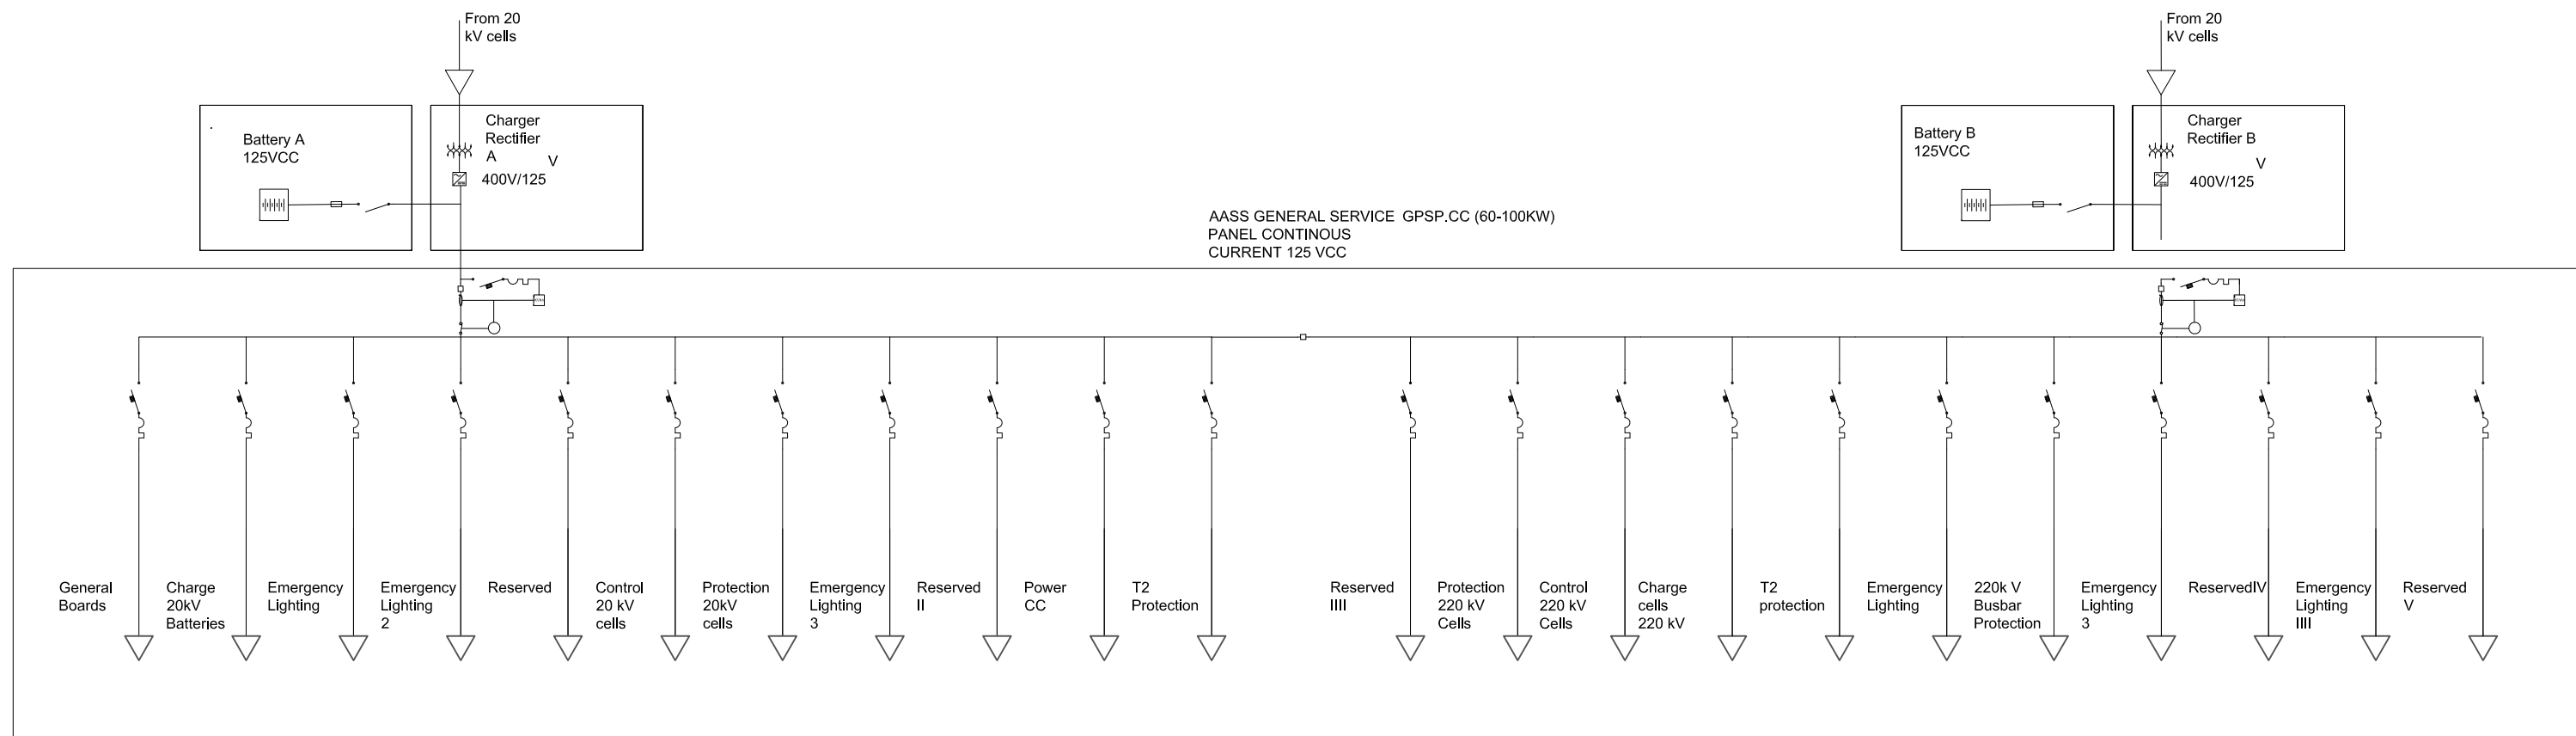 From 20
kV cells
From 20
kV cells
Battery A
125VCC
Charger
Rectifier
A
V
400V/125
Battery B
125VCC
Charger
Rectifier B
V
400V/125
AASS GENERAL SERVICE GPSP.CC (60-100KW)
PANEL CONTINOUS
CURRENT 125 VCC
General
Boards
Charge
20kV
Batteries
Emergency
Lighting
Emergency
Lighting
2
Reserved
Control
20 kV
cells
Protection
20kV
cells
Emergency
Lighting
3
Reserved
II
Power
CC
T2
Protection
Reserved
IIII
Protection
220 kV
Cells
Control
220 kV
Cells
Charge
cells
220 kV
T2
protection
Emergency
Lighting
220k V
Busbar
Protection
Emergency
Lighting
3
ReservedIV
Emergency
Lighting
IIII
Reserved
V